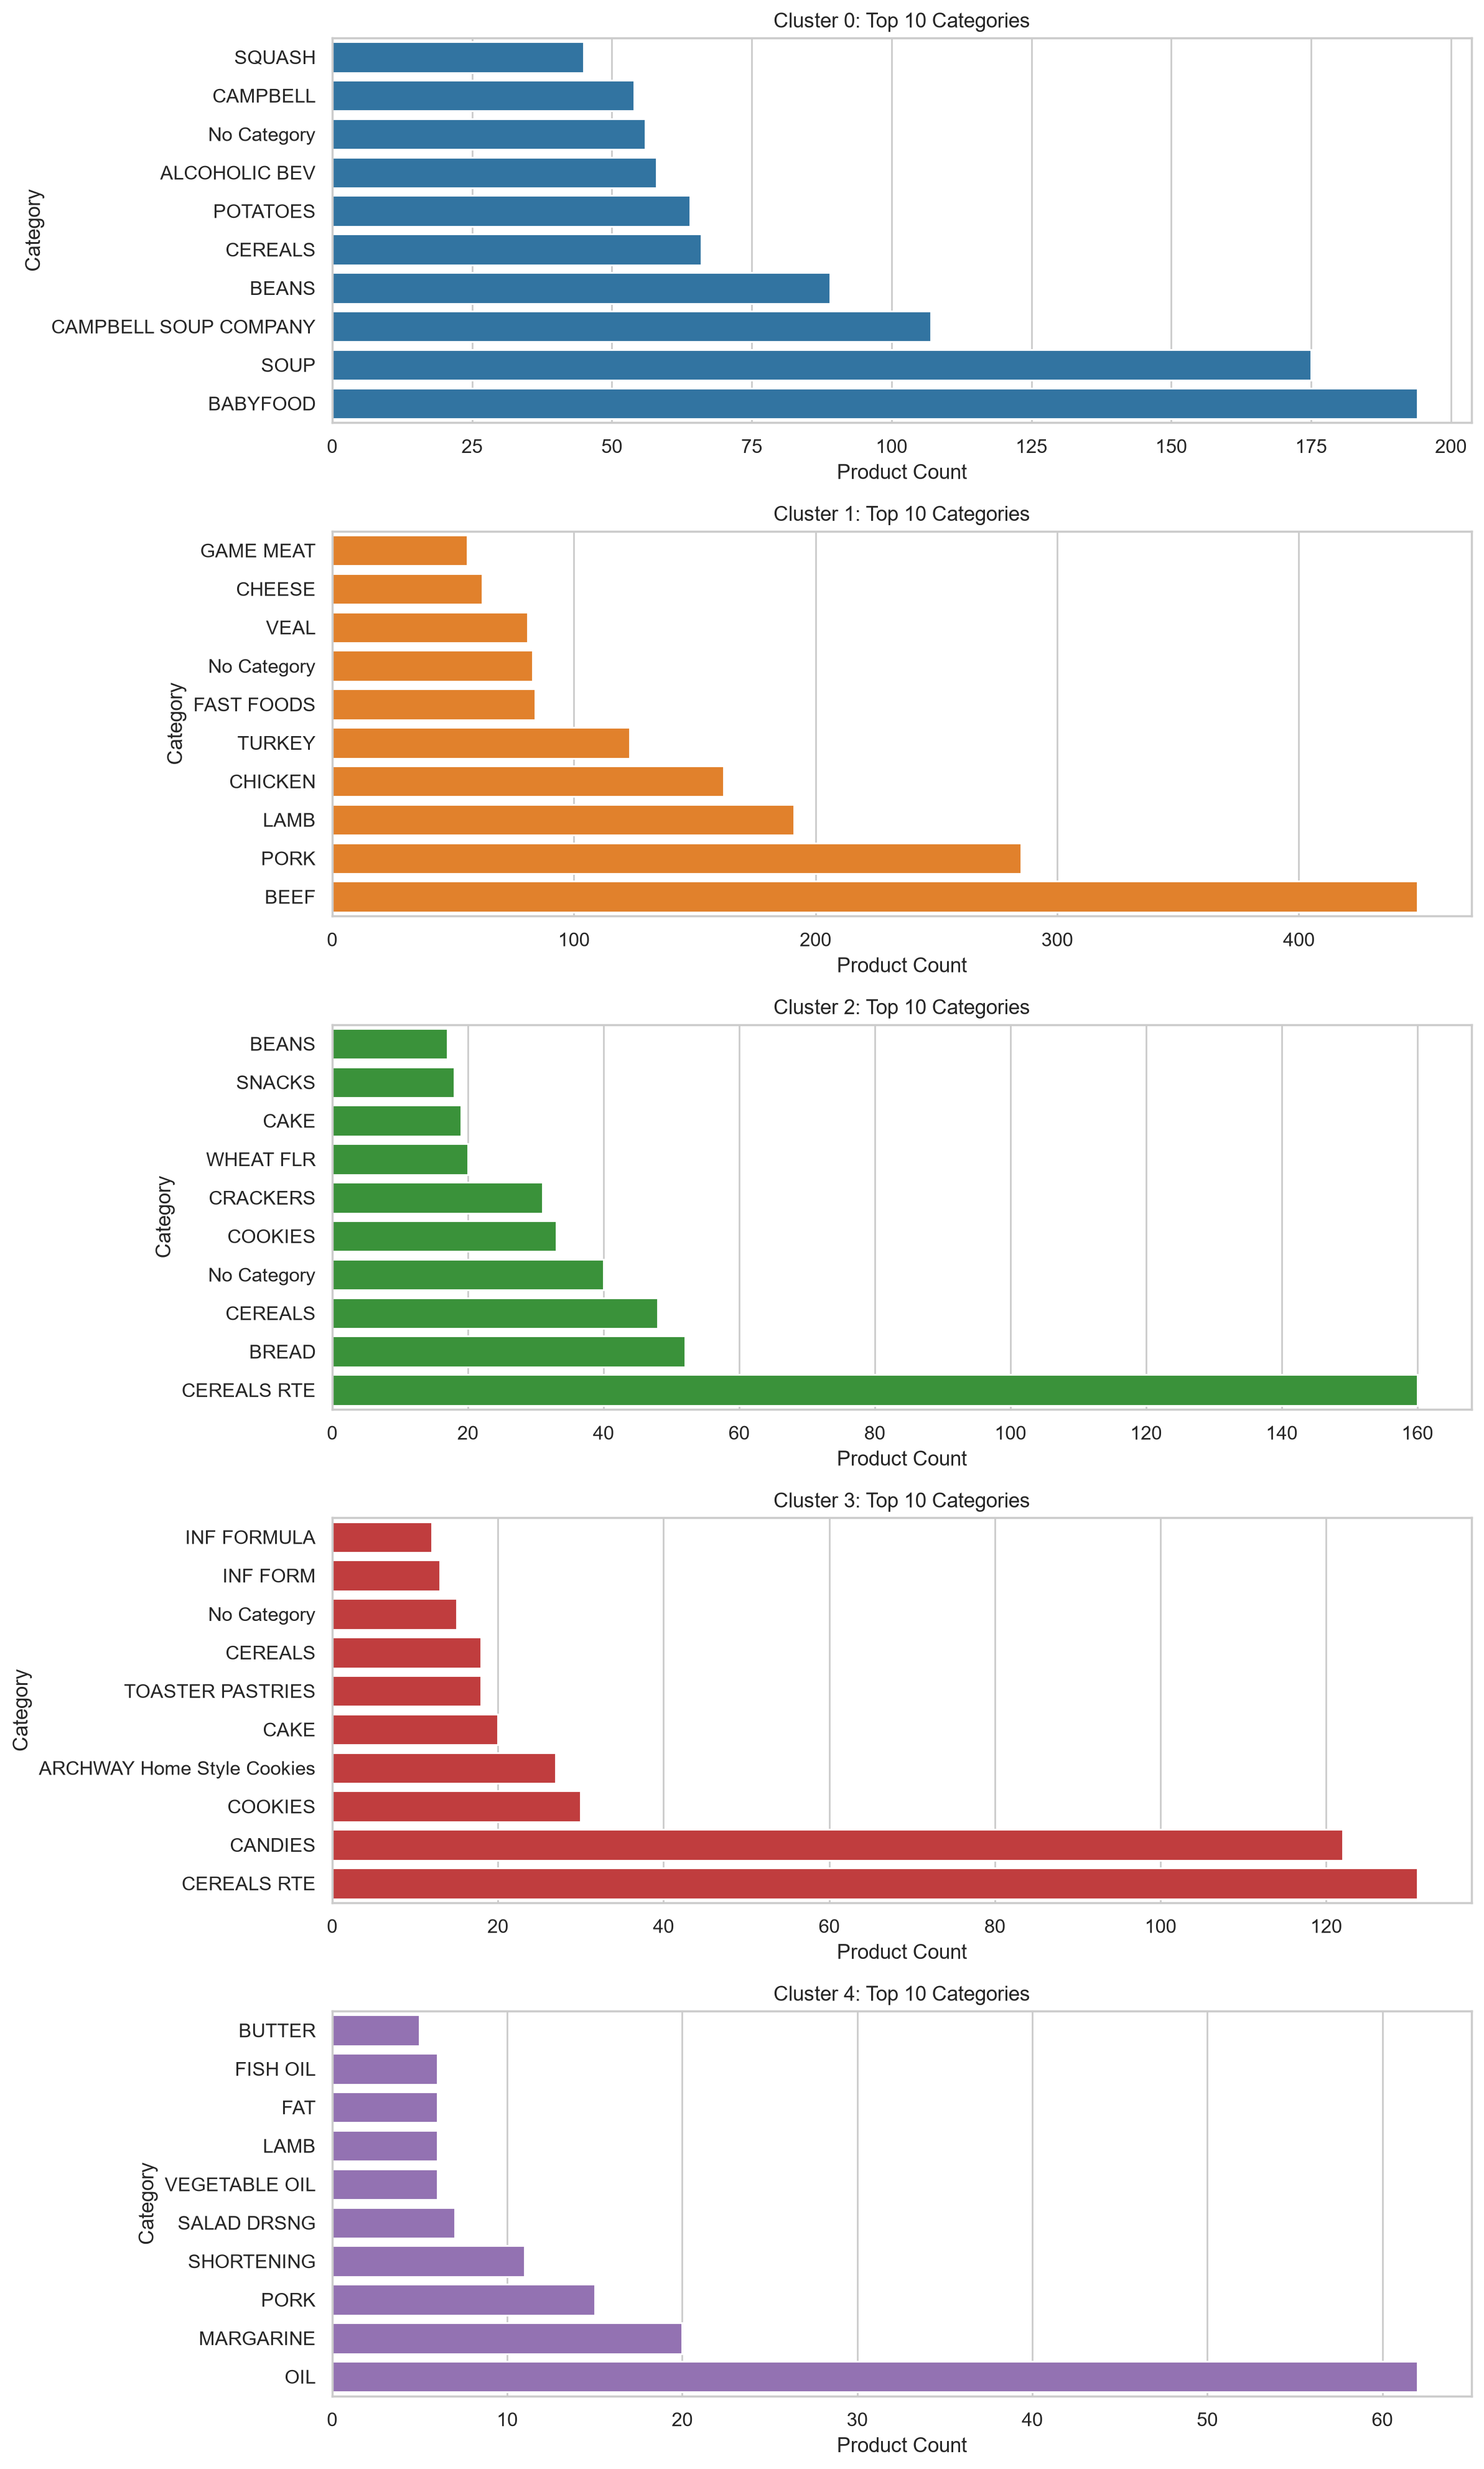 Cluster 0: Top 10 Categories
Category
SQUASH
CAMPBELL
No Category
ALCOHOLIC BEV
POTATOES
CEREALS
BEANS
CAMPBELL SOUP COMPANY
SOUP
BABYFOOD
0 25 50 75 100 125 150 175 200
Product Count
Cluster 1: Top 10 Categories
Category
GAME MEAT
CHEESE
VEAL
No Category
FAST FOODS
TURKEY
CHICKEN
LAMB
PORK
BEEF
0 100 200 300 400
Product Count
Cluster 2: Top 10 Categories
Category
BEANS
SNACKS
CAKE
WHEAT FLR
CRACKERS
COOKIES
No Category
CEREALS
BREAD
CEREALS RTE
0 20 40 60 80 100 120 140 160
Product Count
Cluster 3: Top 10 Categories
Category
INF FORMULA
INF FORM
No Category
CEREALS
TOASTER PASTRIES
CAKE
ARCHWAY Home Style Cookies
COOKIES
CANDIES
CEREALS RTE
0 20 40 60 80 100 120
Product Count
Cluster 4: Top 10 Categories
Category
BUTTER
FISH OIL
FAT
LAMB
VEGETABLE OIL
SALAD DRSNG
SHORTENING
PORK
MARGARINE
OIL
0 10 20 30 40 50 60
Product Count